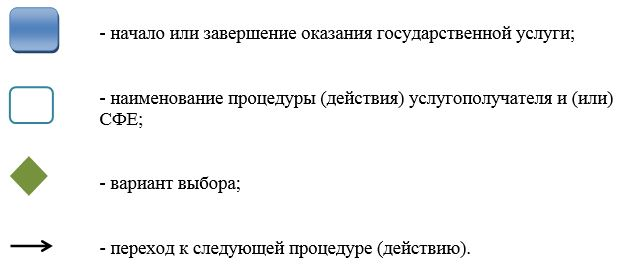 - начало или завершение оказания государственной услуги;
- наименование процедуры (действия) услугополучателя и (или)
СФЕ;
- вариант выбора;
- переход к следующей процедуре (действию).